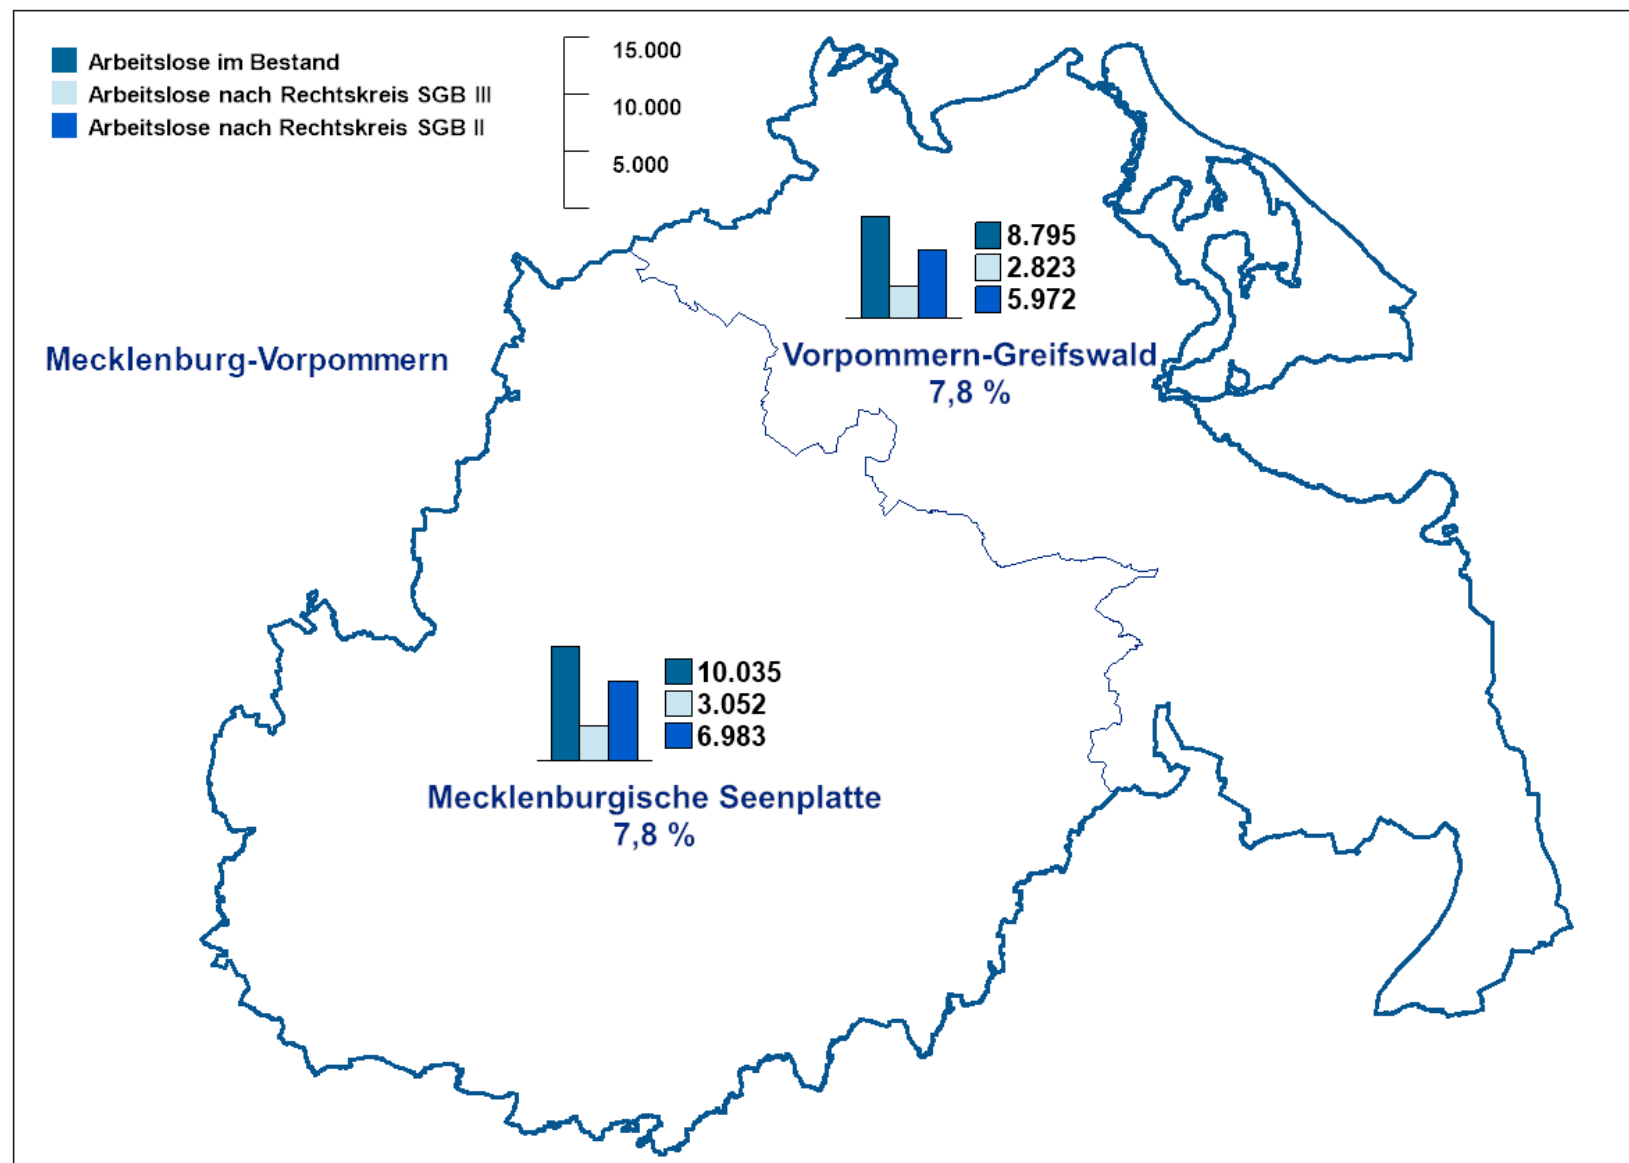 Arbeitslose im Bestand
Arbeitslose nach Rechtskreis SGB III
Arbeitslose nach Rechtskreis SGB II
15.000
10.000
5.000
8.795
2.823
5.972
Mecklenburg-Vorpommern
Vorpommern-Greifswald
7,8 %
10.035
3.052
6.983
Mecklenburgische Seenplatte
7,8 %